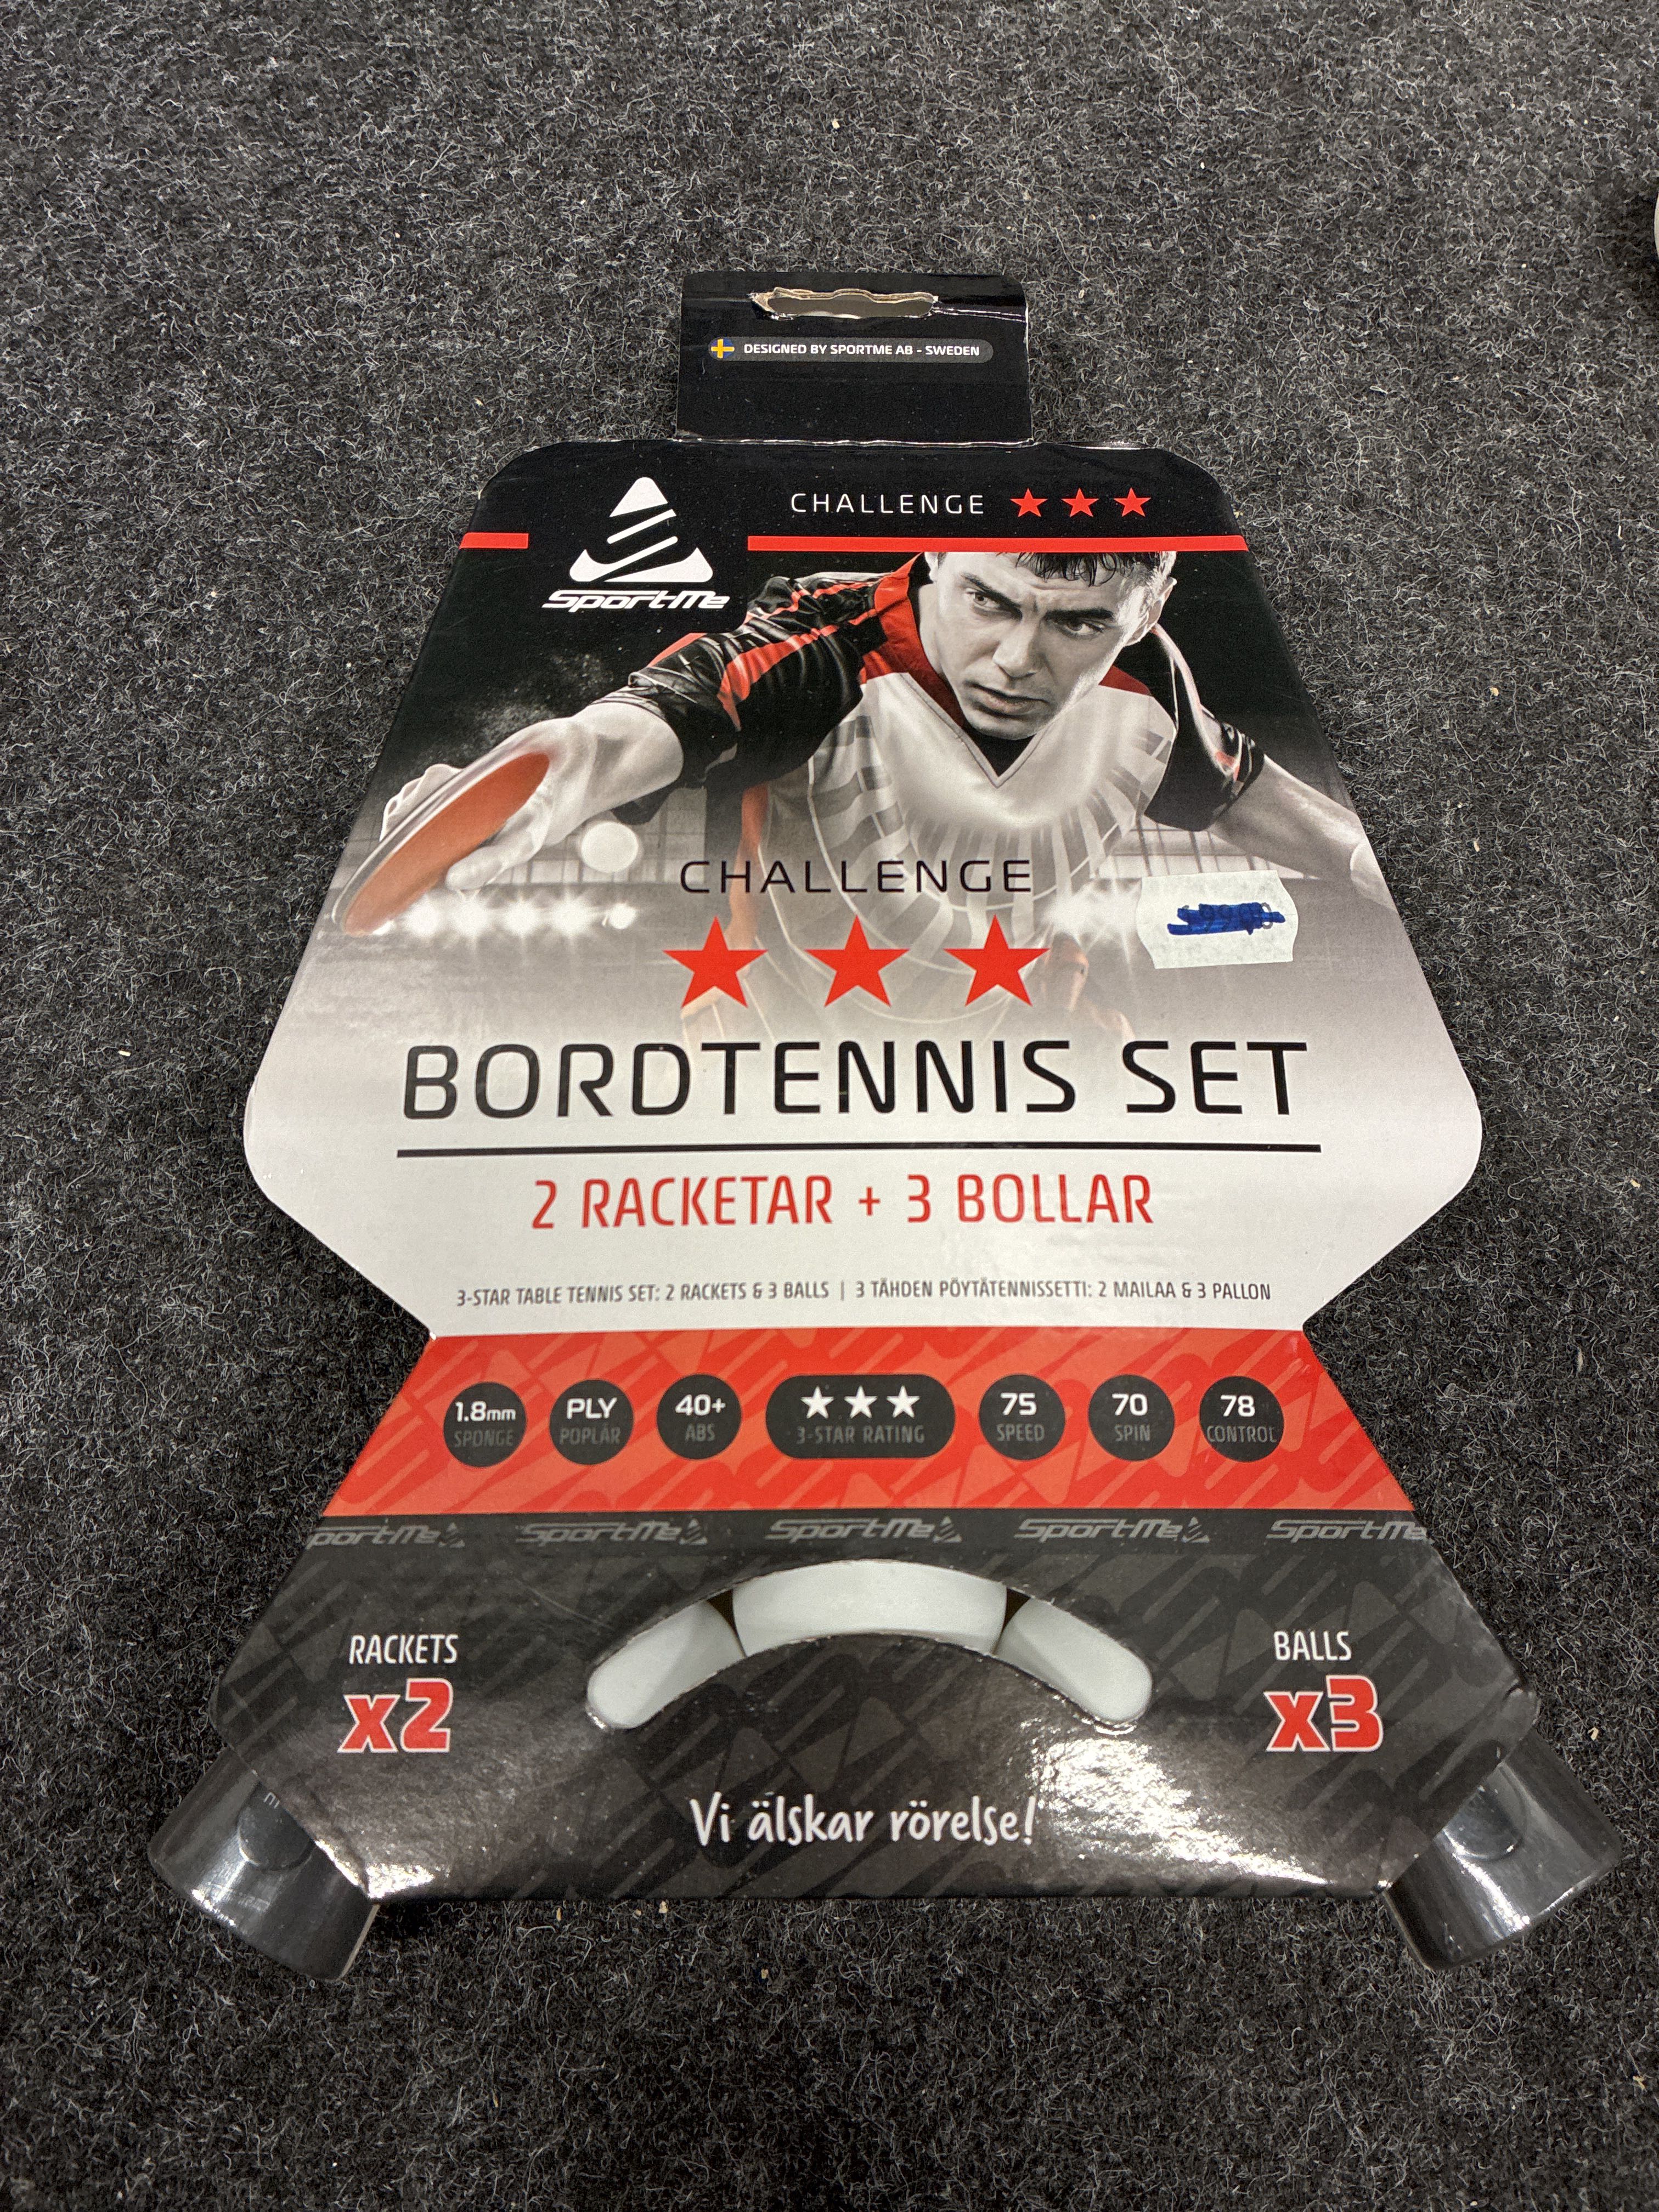 DESIGNED BY SPORTME AB - SWEDEN
CHALLENGE
SportMe
CHALLENGE
BORDTENNIS SET
2 RACKETAR + 3 BOLLAR
3-STAR TABLE TENNIS SET: 2 RACKETS & 3 BALLS | 3 TÄHDEN PÖYTÄTENNISSETTI: 2 MAILAA & 3 PALLON
1.8mm SPONGE
PLY POPLAR
40+ ABS
3-STAR RATING
75 SPEED
70 SPIN
78 CONTROL
SportMe SportMe SportMe SportMe SportMe
RACKETS
x2
BALLS
x3
Vi älskar rörelse!